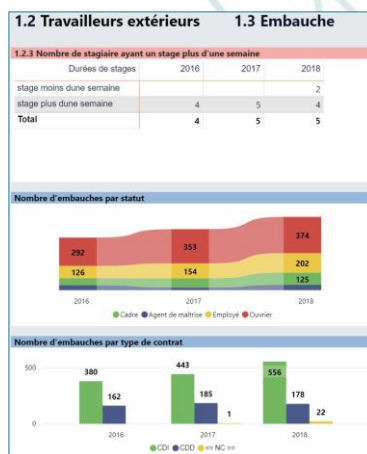 1.2 Travailleurs extérieurs 1.3 Embauche
1.2.3 Nombre de stagiaire ayant un stage plus d'une semaine
Durées de stages 2016 2017 2018
stage moins dune semaine 2
stage plus dune semaine 4 5 4
Total 4 5 5
Nombre d'embauches par statut
292 353 374
126 154 202
125
2016 2017 2018
Cadre Agent de maîtrise Employé Ouvrier
Nombre d'embauches par type de contrat
500
380 443 556
162 185 178
1 22
0
2016 2017 2018
CDI CDD == NC ==